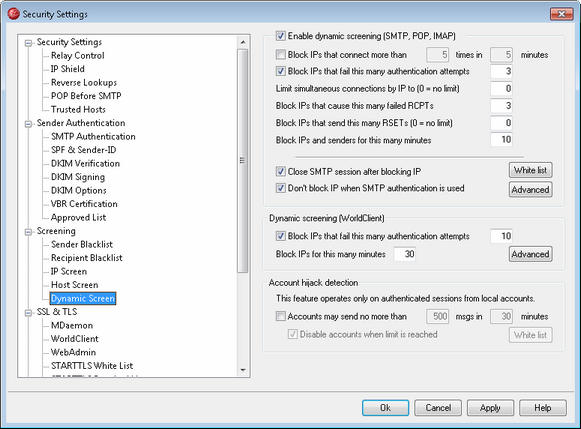 Security Settings
Security Settings
Relay Control
IP Shield
Reverse Lookups
POP Before SMTP
Trusted Hosts
Sender Authentication
SMTP Authentication
SPF & Sender-ID
DKIM Verification
DKIM Signing
DKIM Options
VBR Certification
Approved List
Screening
Sender Blacklist
Recipient Blacklist
IP Screen
Host Screen
Dynamic Screen
SSL & TLS
MDaemon
WorldClient
WebAdmin
STARTTLS White List
Enable dynamic screening (SMTP, POP, IMAP)
Block IPs that connect more than 5 times in 5 minutes
Block IPs that fail this many authentication attempts 3
Limit simultaneous connections by IP to (0 = no limit) 0
Block IPs that cause this many failed RCPTs 3
Block IPs that send this many RSETs (0 = no limit) 0
Block IPs and senders for this many minutes 10
Close SMTP session after blocking IP White list
Don't block IP when SMTP authentication is used Advanced
Dynamic screening (WorldClient)
Block IPs that fail this many authentication attempts 10
Block IPs for this many minutes 30 Advanced
Account hijack detection
This feature operates only on authenticated sessions from local accounts.
Accounts may send no more than 500 msgs in 30 minutes
Disable accounts when limit is reached White list
Ok Cancel Apply Help